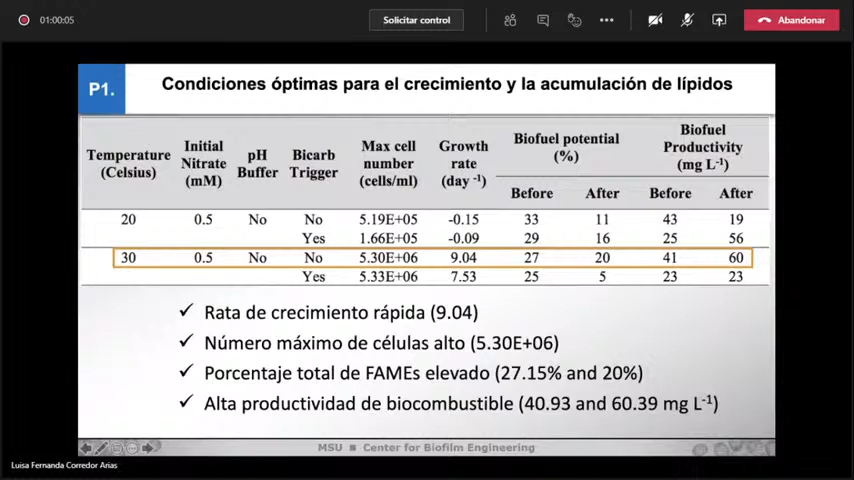 01:00:05
Solicitar control
Abandonar
P1.
Condiciones óptimas para el crecimiento y la acumulación de lípidos
Temperature (Celsius) Initial Nitrate (mM) pH Buffer Bicarb Trigger Max cell number (cells/ml) Growth rate (day -1) Biofuel potential (%) Biofuel Productivity (mg L-1)
Before After Before After
20 0.5 No No 5.19E+05 -0.15 33 11 43 19
Yes 1.66E+05 -0.09 29 16 25 56
30 0.5 No No 5.30E+06 9.04 27 20 41 60
Yes 5.33E+06 7.53 25 5 23 23
✓ Rata de crecimiento rápida (9.04)
✓ Número máximo de células alto (5.30E+06)
✓ Porcentaje total de FAMEs elevado (27.15% and 20%)
✓ Alta productividad de biocombustible (40.93 and 60.39 mg L-1)
MSU ■ Center for Biofilm Engineering
Luisa Fernanda Corredor Arias